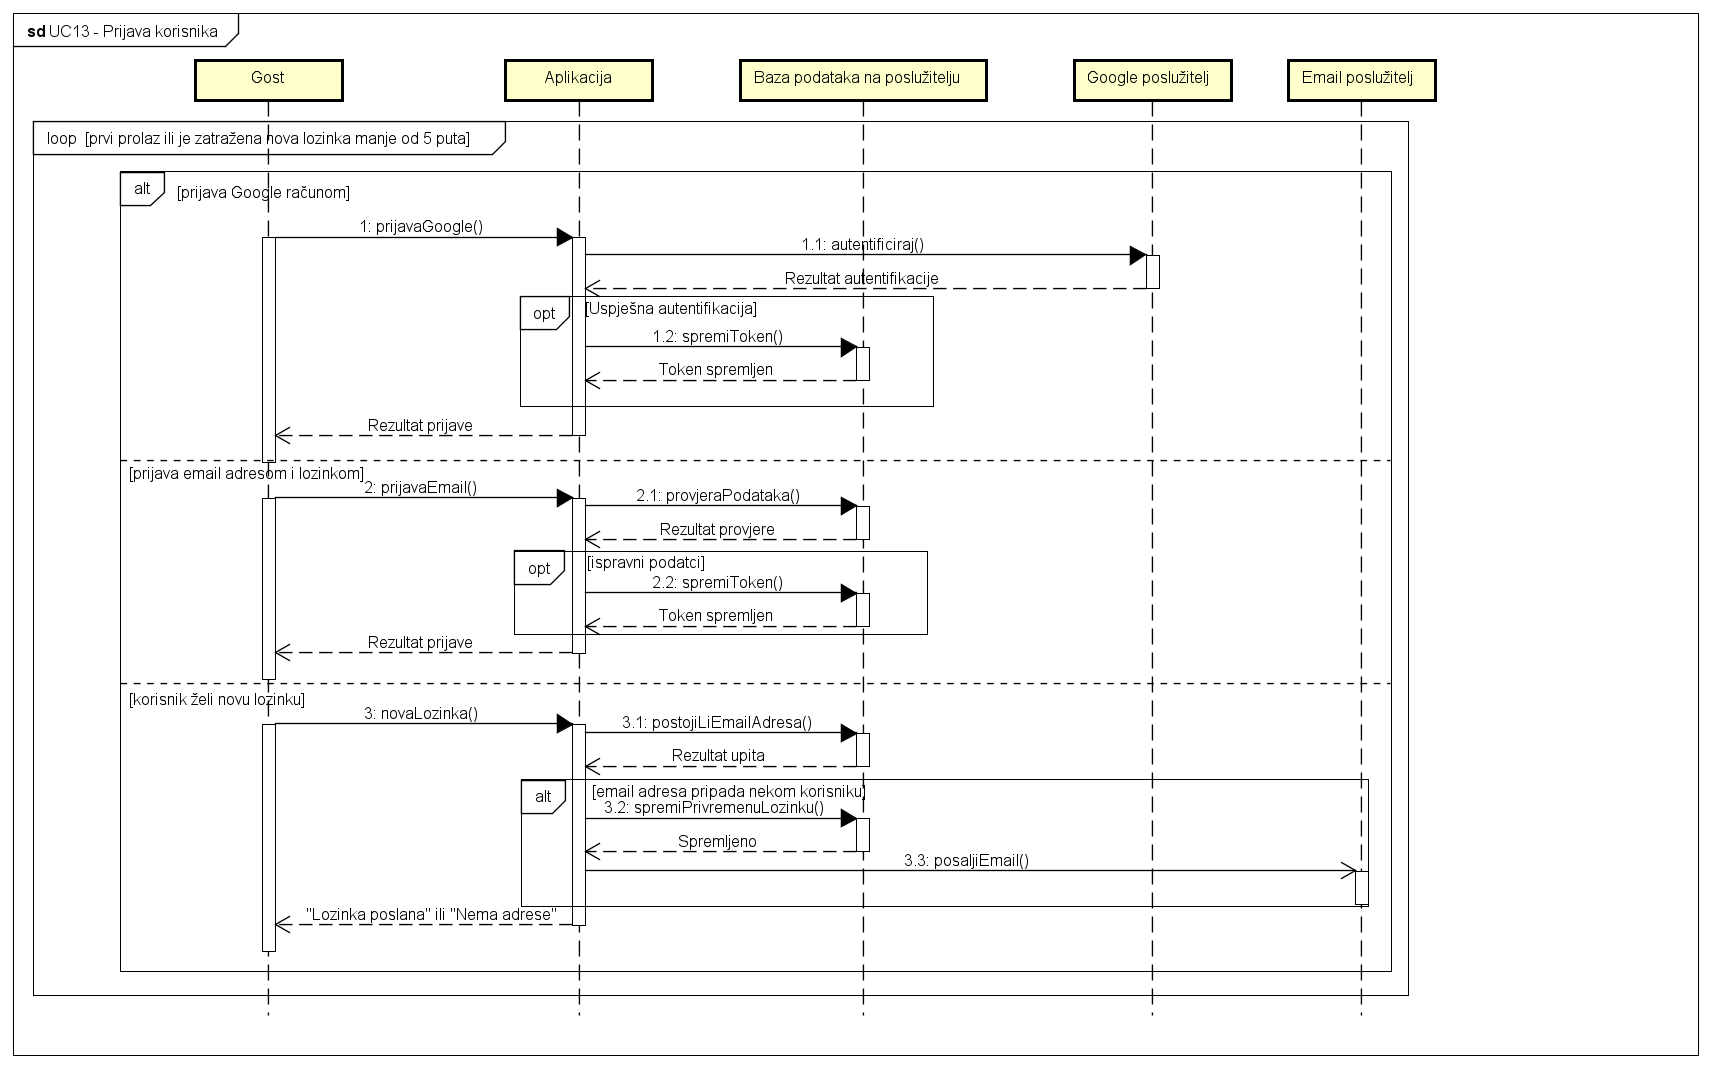 sd UC13 - Prijava korisnika
Gost
Aplikacija
Baza podataka na poslužitelju
Google poslužitelj
Email poslužitelj
loop [prvi prolaz ili je zatražena nova lozinka manje od 5 puta]
alt
[prijava Google računom]
1: prijavaGoogle()
1.1: autentificiraj()
Rezultat autentifikacije
opt
[Uspješna autentifikacija]
1.2: spremiToken()
Token spremljen
Rezultat prijave
[prijava email adresom i lozinkom]
2: prijavaEmail()
2.1: provjeraPodataka()
Rezultat provjere
opt
[ispravni podatci]
2.2: spremiToken()
Token spremljen
Rezultat prijave
[korisnik želi novu lozinku]
3: novaLozinka()
3.1: postojiLiEmailAdresa()
Rezultat upita
alt
[email adresa pripada nekom korisniku]
3.2: spremiPrivremenuLozinku()
Spremljeno
3.3: posaljiEmail()
"Lozinka poslana" ili "Nema adrese"